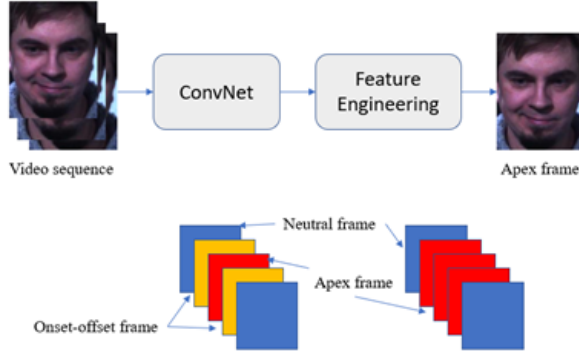 ConvNet
Feature
Engineering
Video sequence
Apex frame
Neutral frame
Apex frame
Onset-offset frame